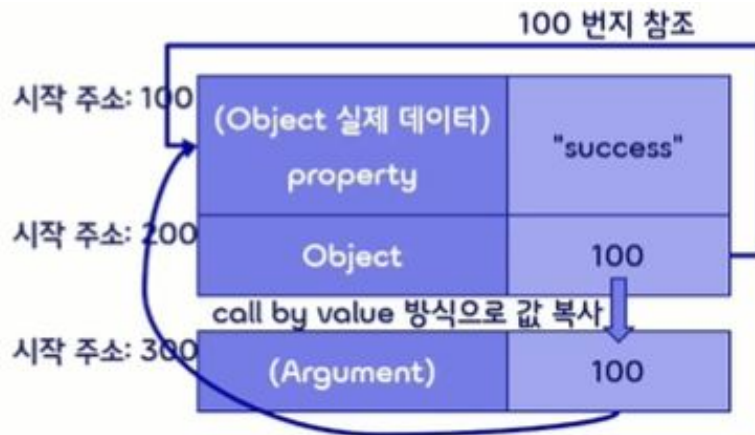 100 번지 참조
시작 주소: 100
(Object 실제 데이터)
property
"success"
시작 주소: 200
Object
100
call by value 방식으로 값 복사
시작 주소: 300
(Argument)
100